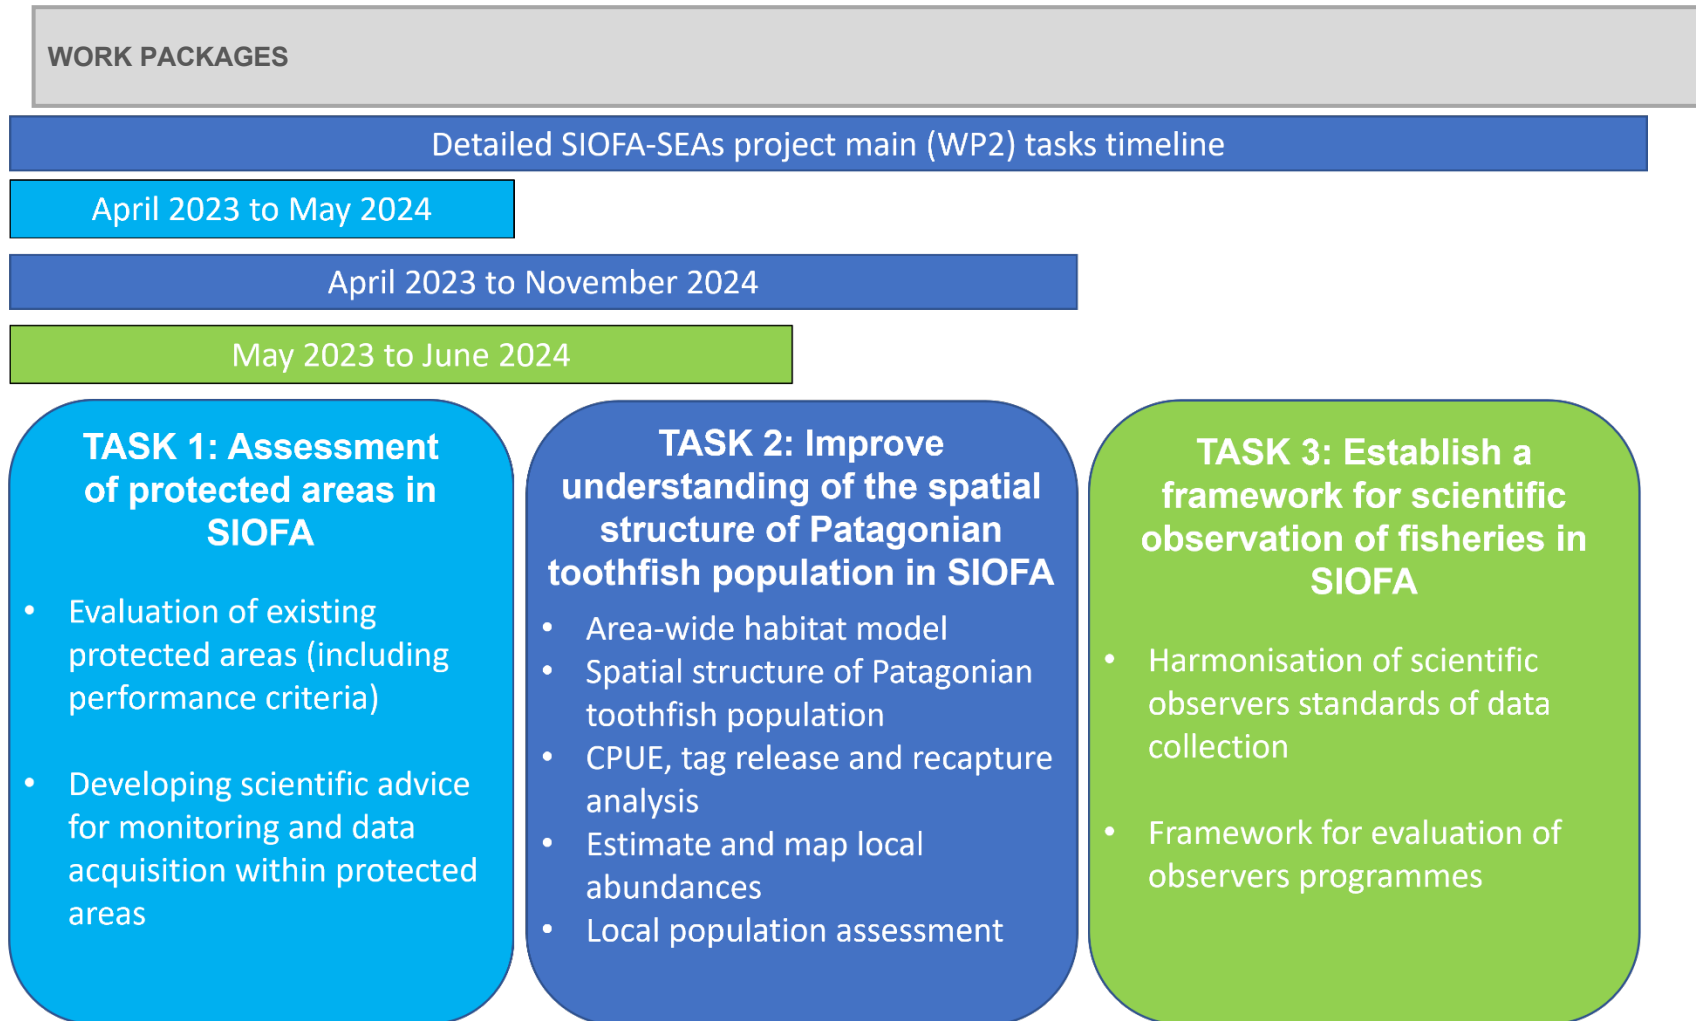 WORK PACKAGES
Detailed SIOFA-SEAs project main (WP2) tasks timeline
April 2023 to May 2024
April 2023 to November 2024
May 2023 to June 2024
TASK 1: Assessment
of protected areas in
SIOFA
• Evaluation of existing
protected areas (including
performance criteria)
• Developing scientific advice
for monitoring and data
acquisition within protected
areas
TASK 2: Improve
understanding of the spatial
structure of Patagonian
toothfish population in SIOFA
• Area-wide habitat model
• Spatial structure of Patagonian
toothfish population
• CPUE, tag release and recapture
analysis
• Estimate and map local
abundances
• Local population assessment
TASK 3: Establish a
framework for scientific
observation of fisheries in
SIOFA
• Harmonisation of scientific
observers standards of data
collection
• Framework for evaluation of
observers programmes